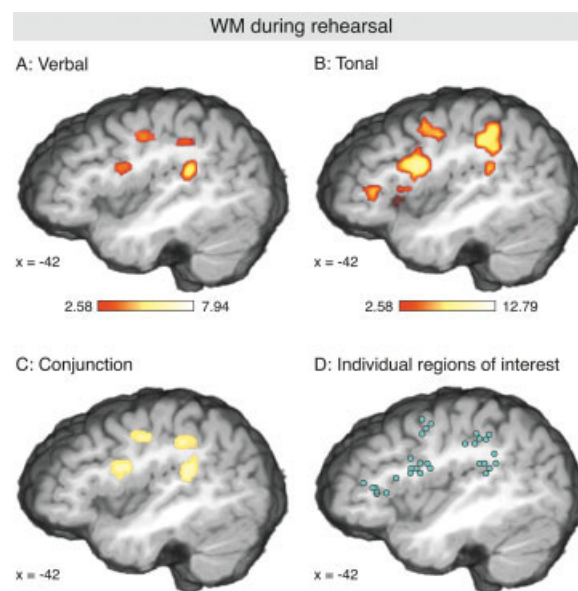 WM during rehearsal
A: Verbal
B: Tonal
x = -42
x = -42
2.58 7.94
2.58 12.79
C: Conjunction
D: Individual regions of interest
x = -42
x = -42